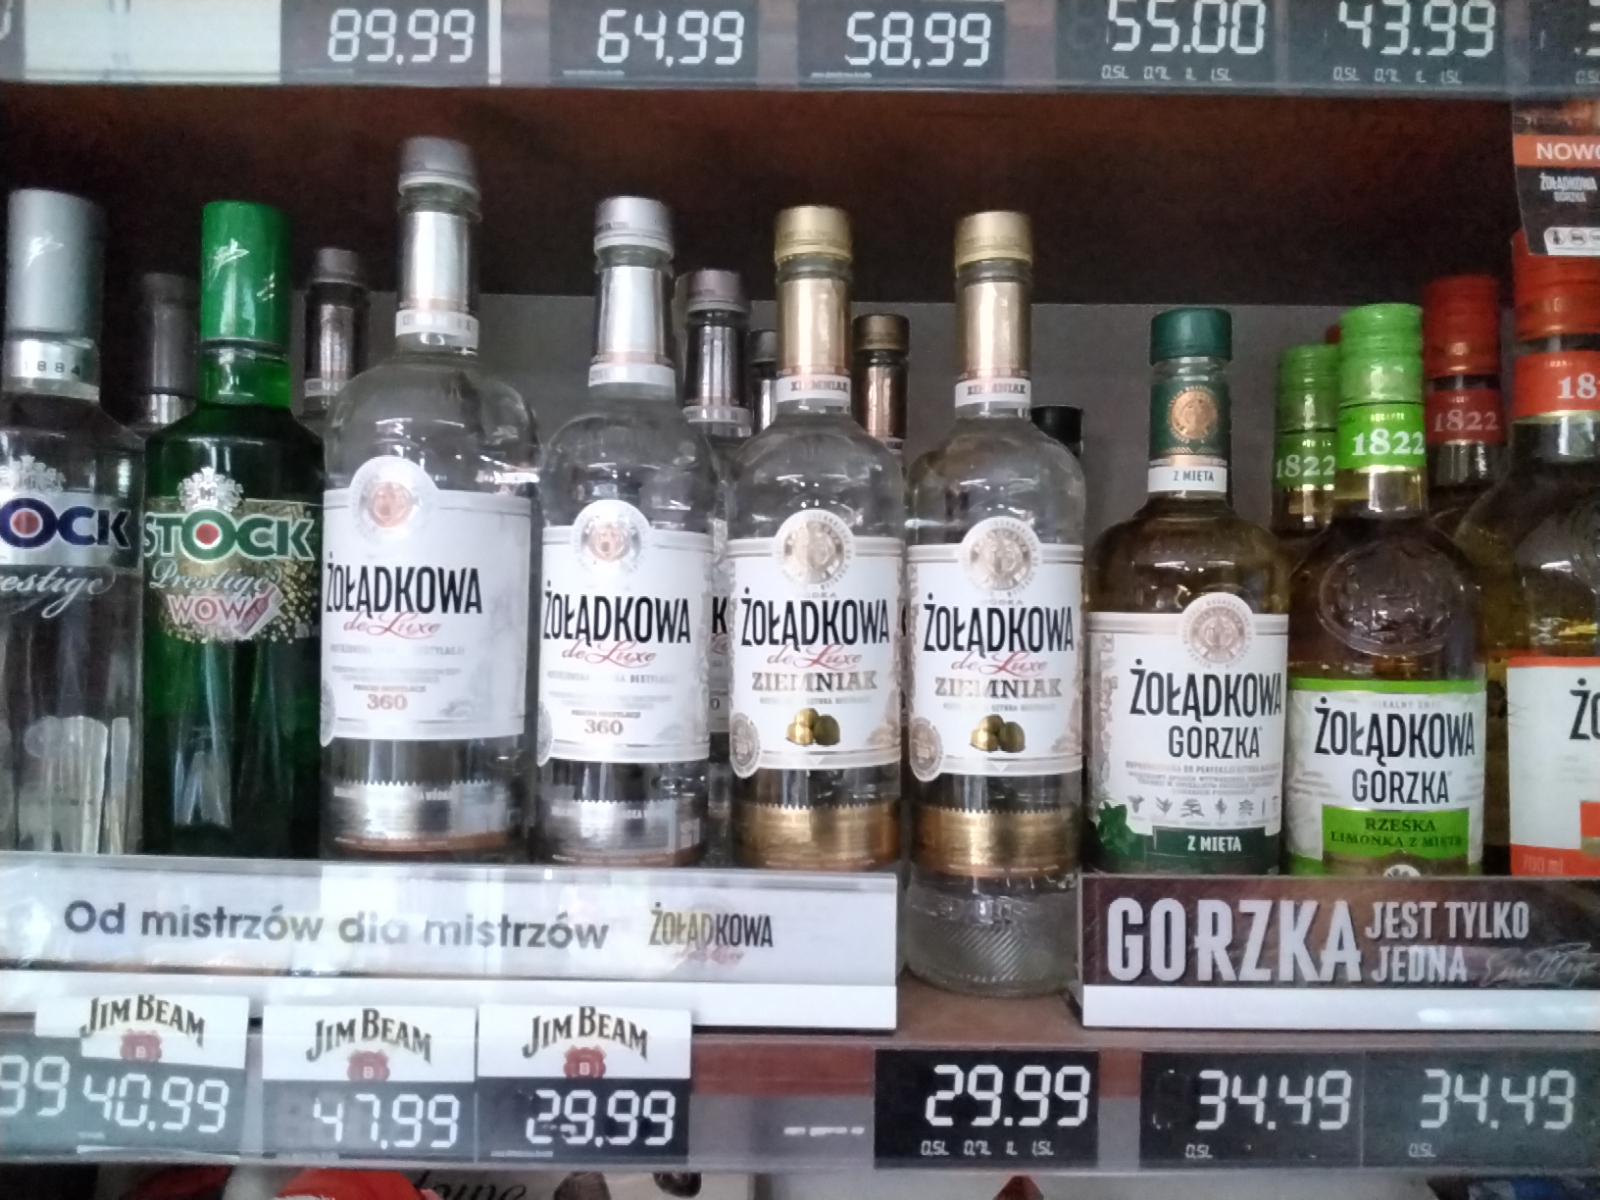 89.99
64.99
58.99
55.00
43.99
0,5L 0,7L 1L 1,5L
0,5L 0,7L 1L 1,5L
ŻOŁĄDKOWA
GORZKA
1884
OCK
STOCK
Prestige
WOW
ŻOŁĄDKOWA
de Luxe
360
ŻOŁĄDKOWA
de Luxe
360
ZIEMNIAK
ŻOŁĄDKOWA
de Luxe
ZIEMNIAK
ZIEMNIAK
ŻOŁĄDKOWA
de Luxe
ZIEMNIAK
Z MIĘTĄ
ŻOŁĄDKOWA
GORZKA
Z MIĘTĄ
1822
1822
1822
ŻOŁĄDKOWA
GORZKA
RZEŚKA
LIMONKA Z MIĘTĄ
700 ml
Od mistrzów dla mistrzów
ŻOŁĄDKOWA
GORZKA JEST TYLKO
JEDNA
JIM BEAM
B
JIM BEAM
B
JIM BEAM
B
99
40.99
47.99
29.99
29.99
34.49
34.49
0,5L 0,7L 1L 1,5L
0,5L
0,5L